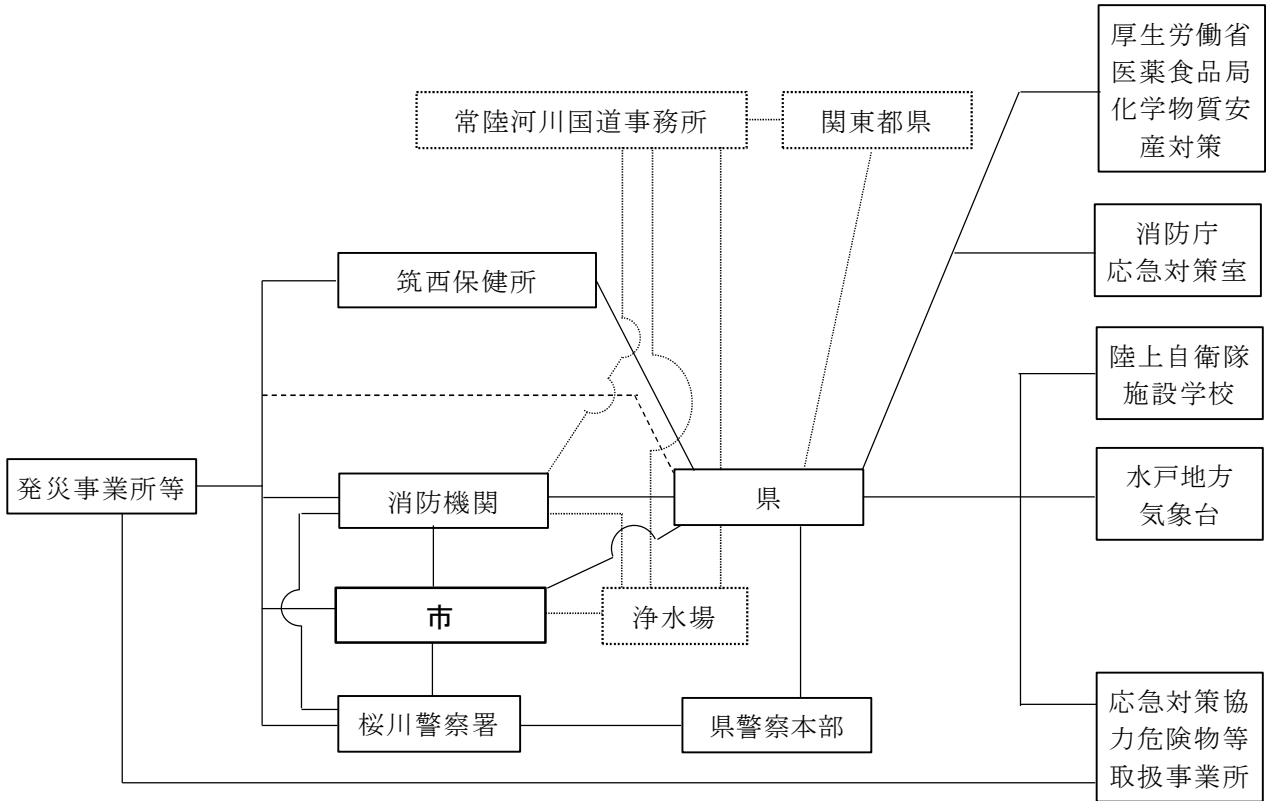 厚生労働省
医薬食品局
化学物質安
産対策
常陸河川国道事務所
関東都県
消防庁
応急対策室
筑西保健所
陸上自衛隊
施設学校
発災事業所等
消防機関
県
水戸地方
気象台
市
浄水場
桜川警察署
県警察本部
応急対策協
力危険物等
取扱事業所